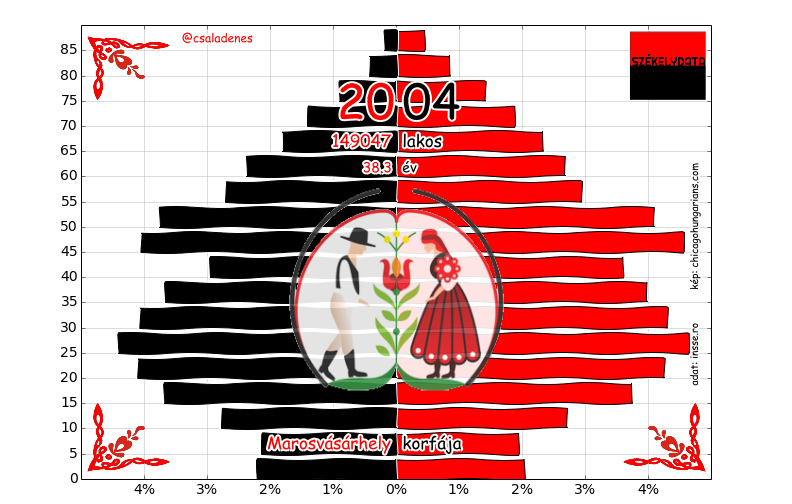 @csaladenes
SZÉKELYDATA
2004
149047 lakos
38.3 év
kép: chicagohungarians.com
adat: insse.ro
Marosvásárhely korfája
85
80
75
70
65
60
55
50
45
40
35
30
25
20
15
10
5
0
4% 3% 2% 1% 0% 1% 2% 3% 4%